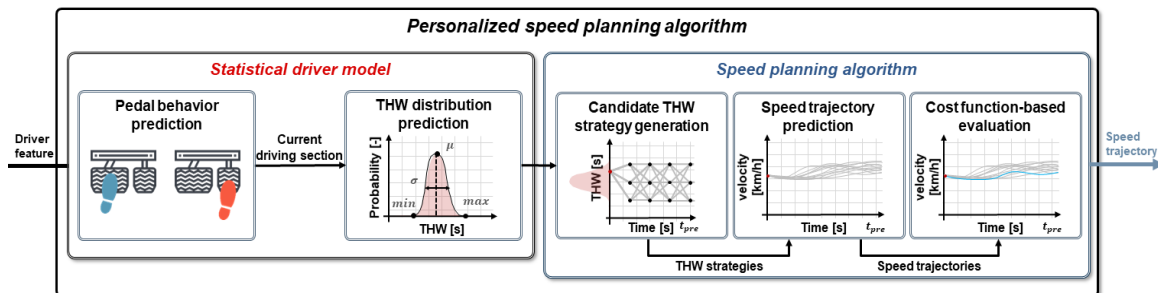 Personalized speed planning algorithm
Statistical driver model
Speed planning algorithm
Driver
feature
Pedal behavior
prediction
Current
driving section
THW distribution
prediction
Probability [-]
μ
σ
min
max
THW [s]
Candidate THW
strategy generation
THW [s]
Time [s]
t_pre
Speed trajectory
prediction
velocity
[km/h]
Time [s]
t_pre
Cost function-based
evaluation
velocity
[km/h]
Time [s]
t_pre
THW strategies
Speed trajectories
Speed
trajectory